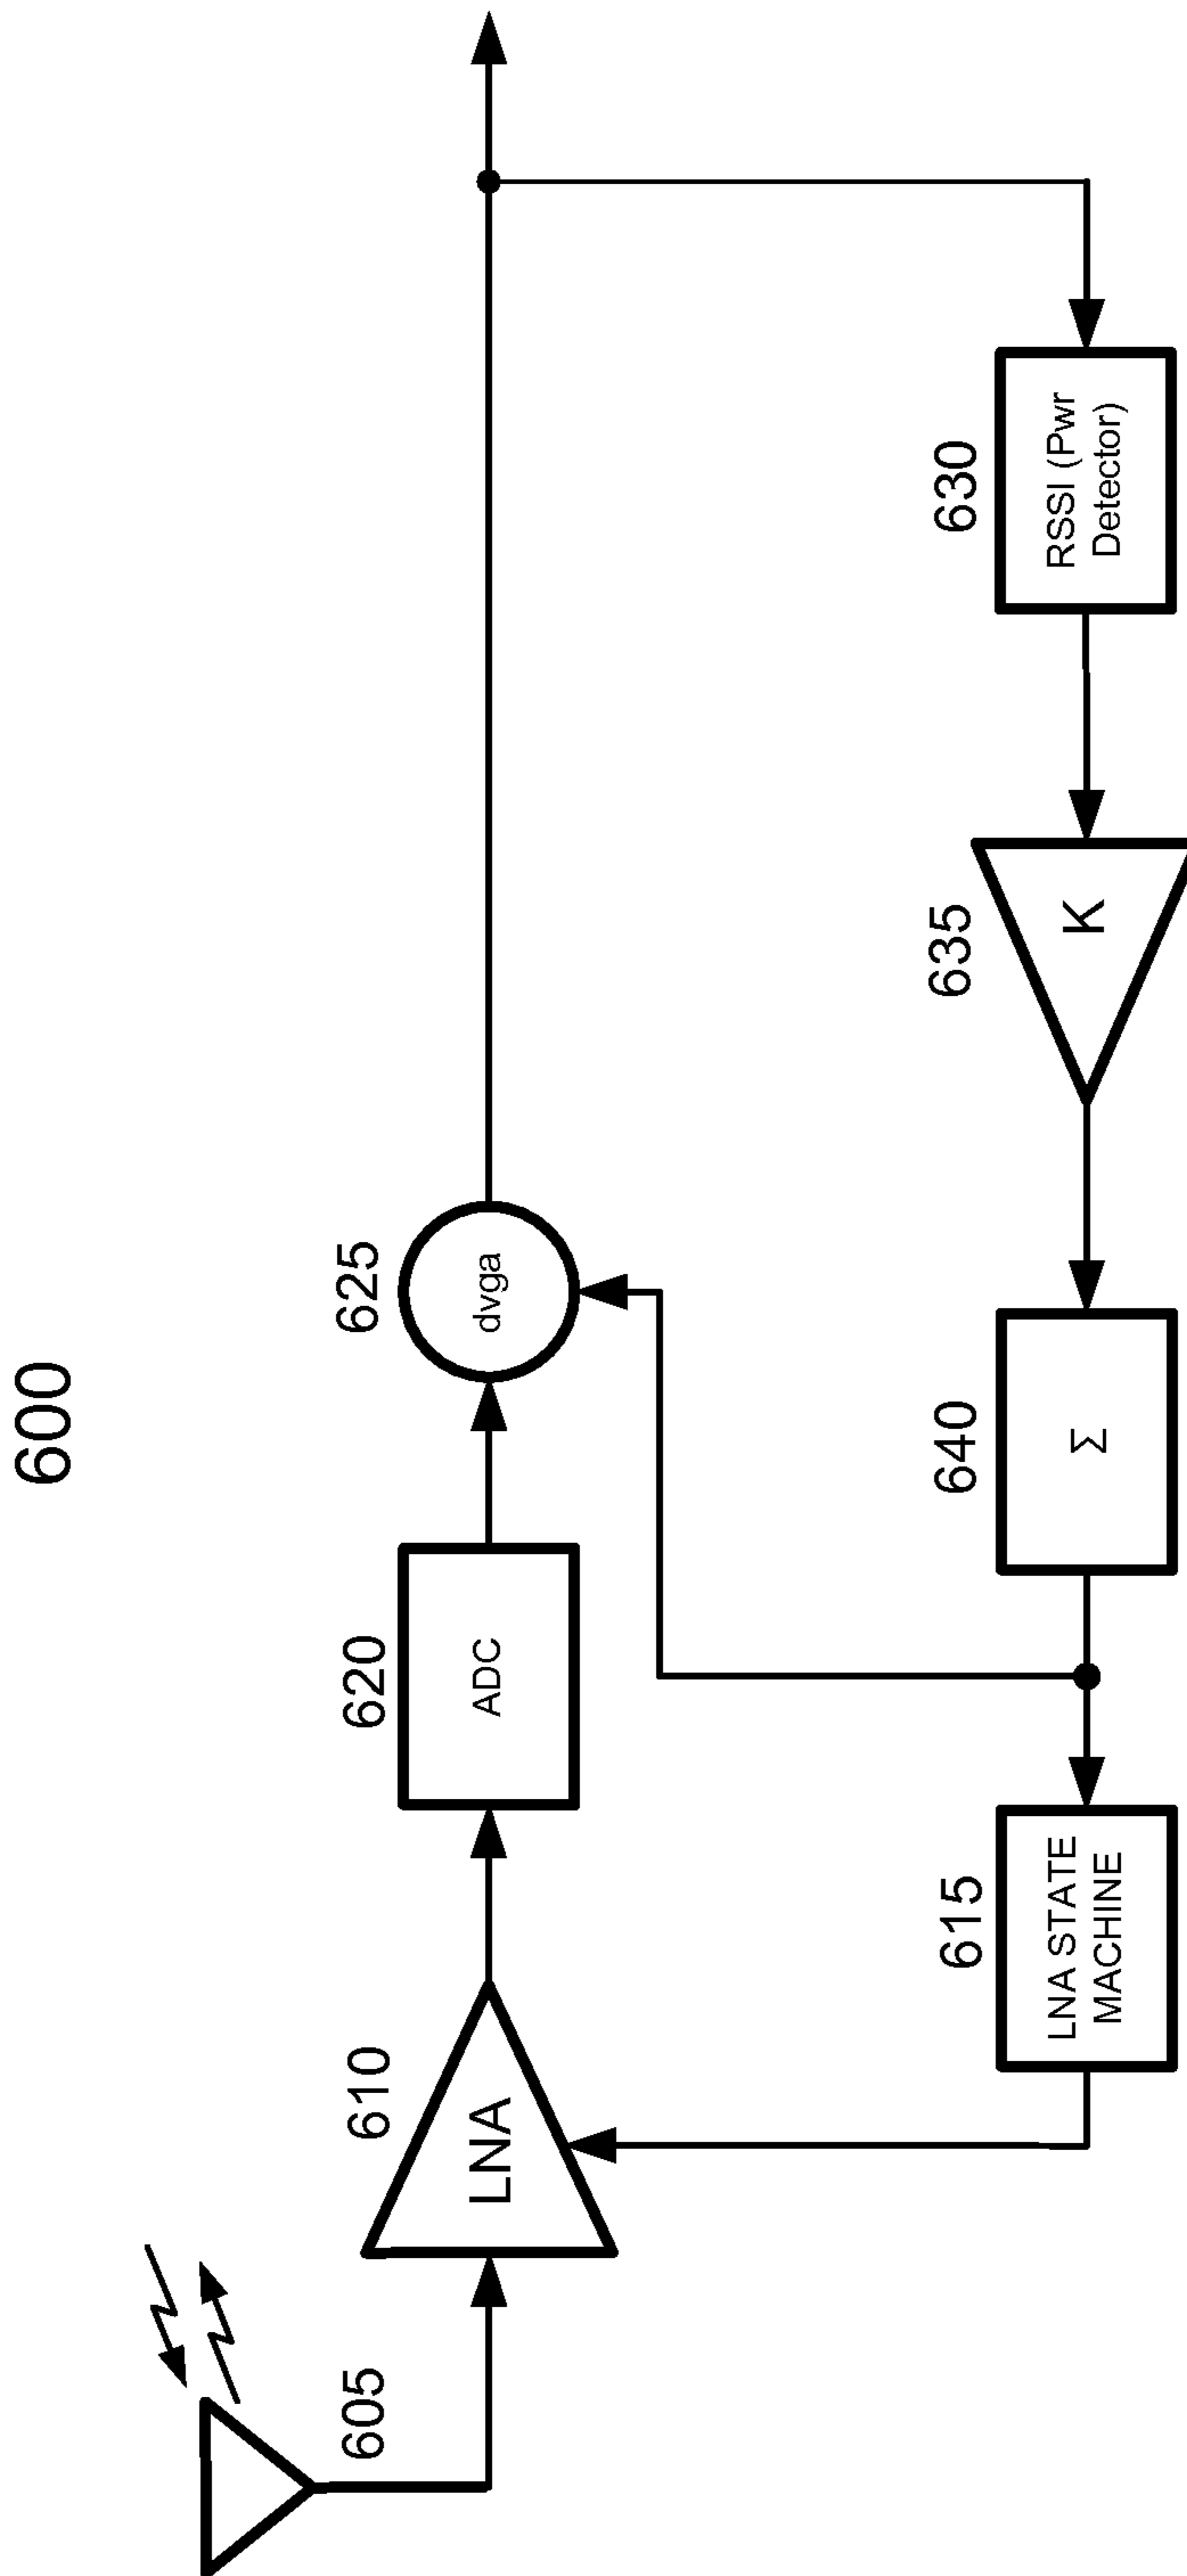 600
605
610
LNA
620
ADC
625
dvga
615
LNA STATE
MACHINE
640
Σ
635
K
630
RSSI (Pwr
Detector)